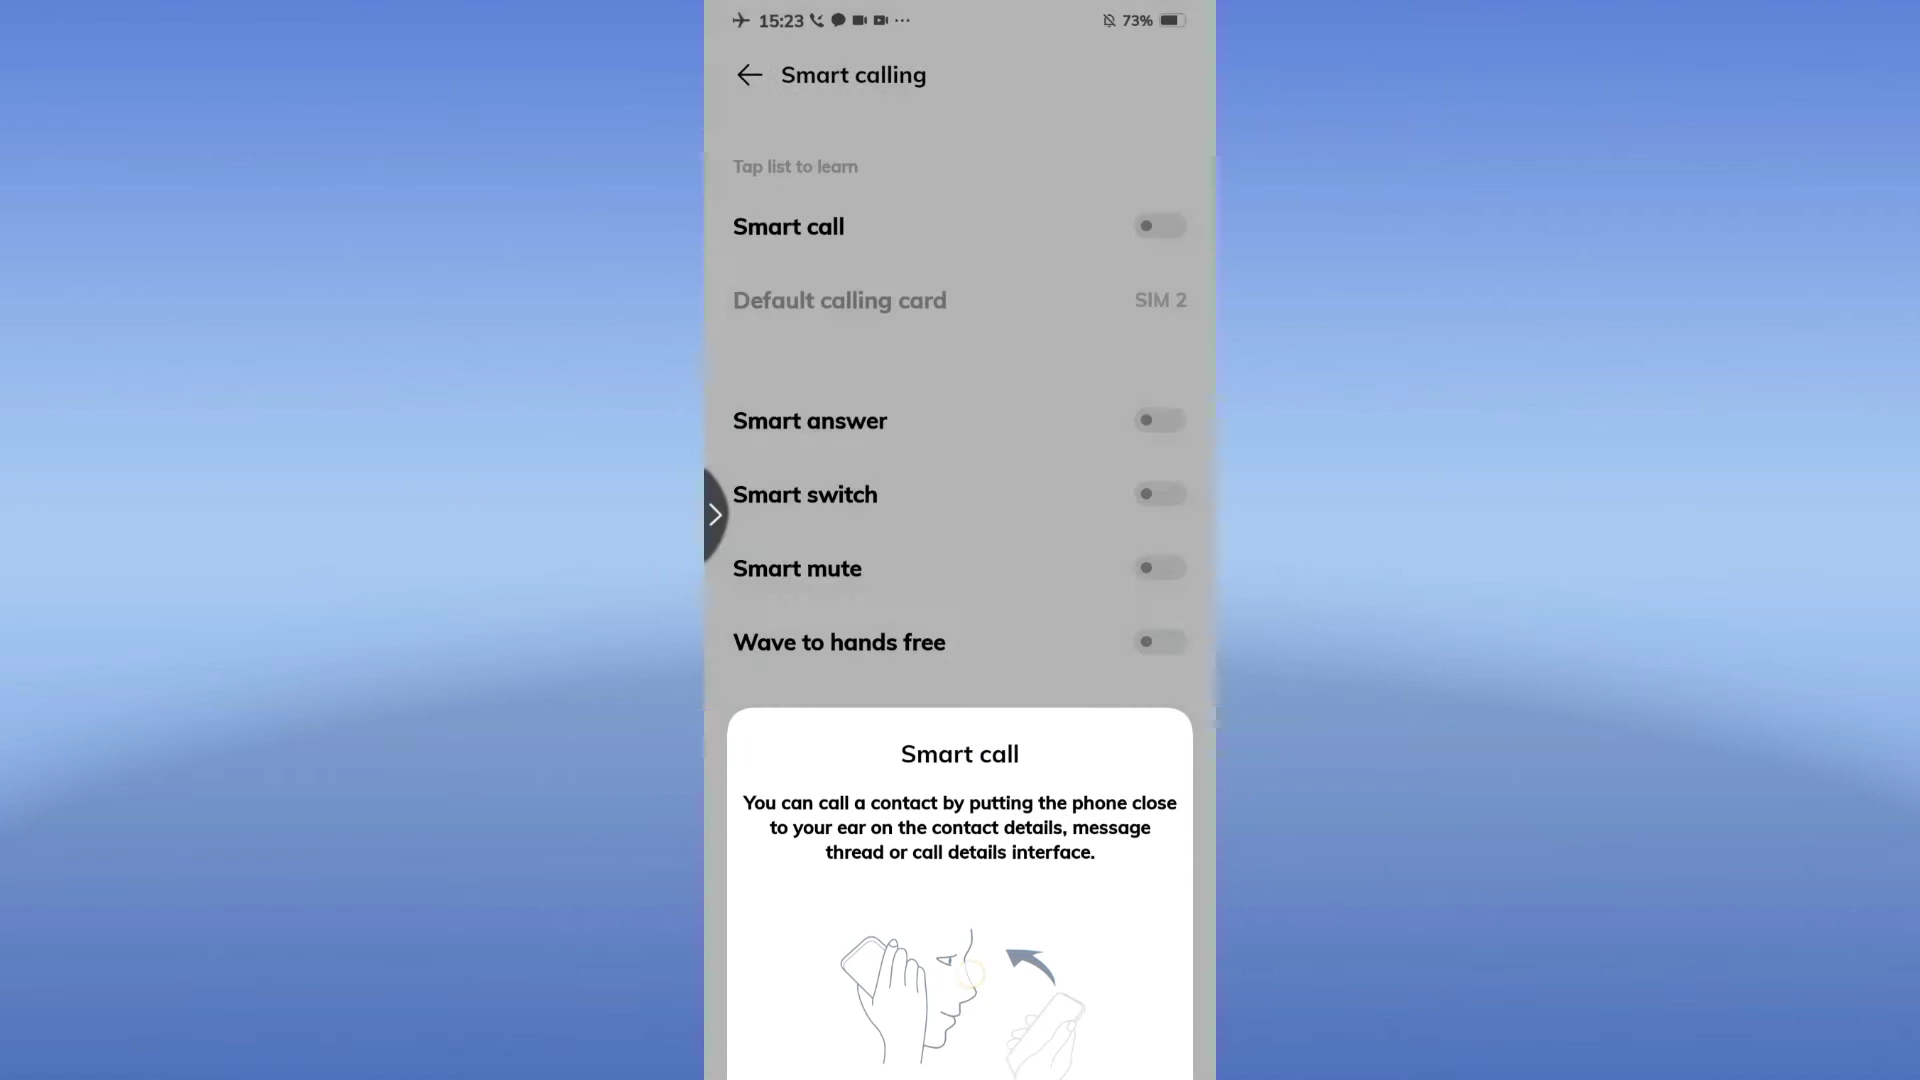 15:23
73%
Smart calling
Tap list to learn
Smart call
Default calling card SIM 2
Smart answer
Smart switch
Smart mute
Wave to hands free
Smart call
You can call a contact by putting the phone close
to your ear on the contact details, message
thread or call details interface.